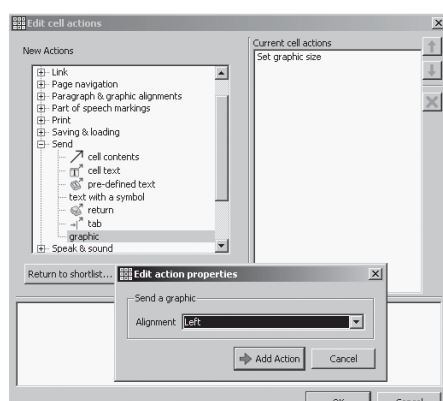 Edit cell actions
New Actions
Link
Page navigation
Paragraph & graphic alignments
Part of speech markings
Print
Saving & loading
Send
cell contents
cell text
pre-defined text
text with a symbol
return
tab
graphic
Speak & sound
Return to shortlist...
Current cell actions
Set graphic size
Edit action properties
Send a graphic
Alignment Left
Add Action Cancel
OK Cancel